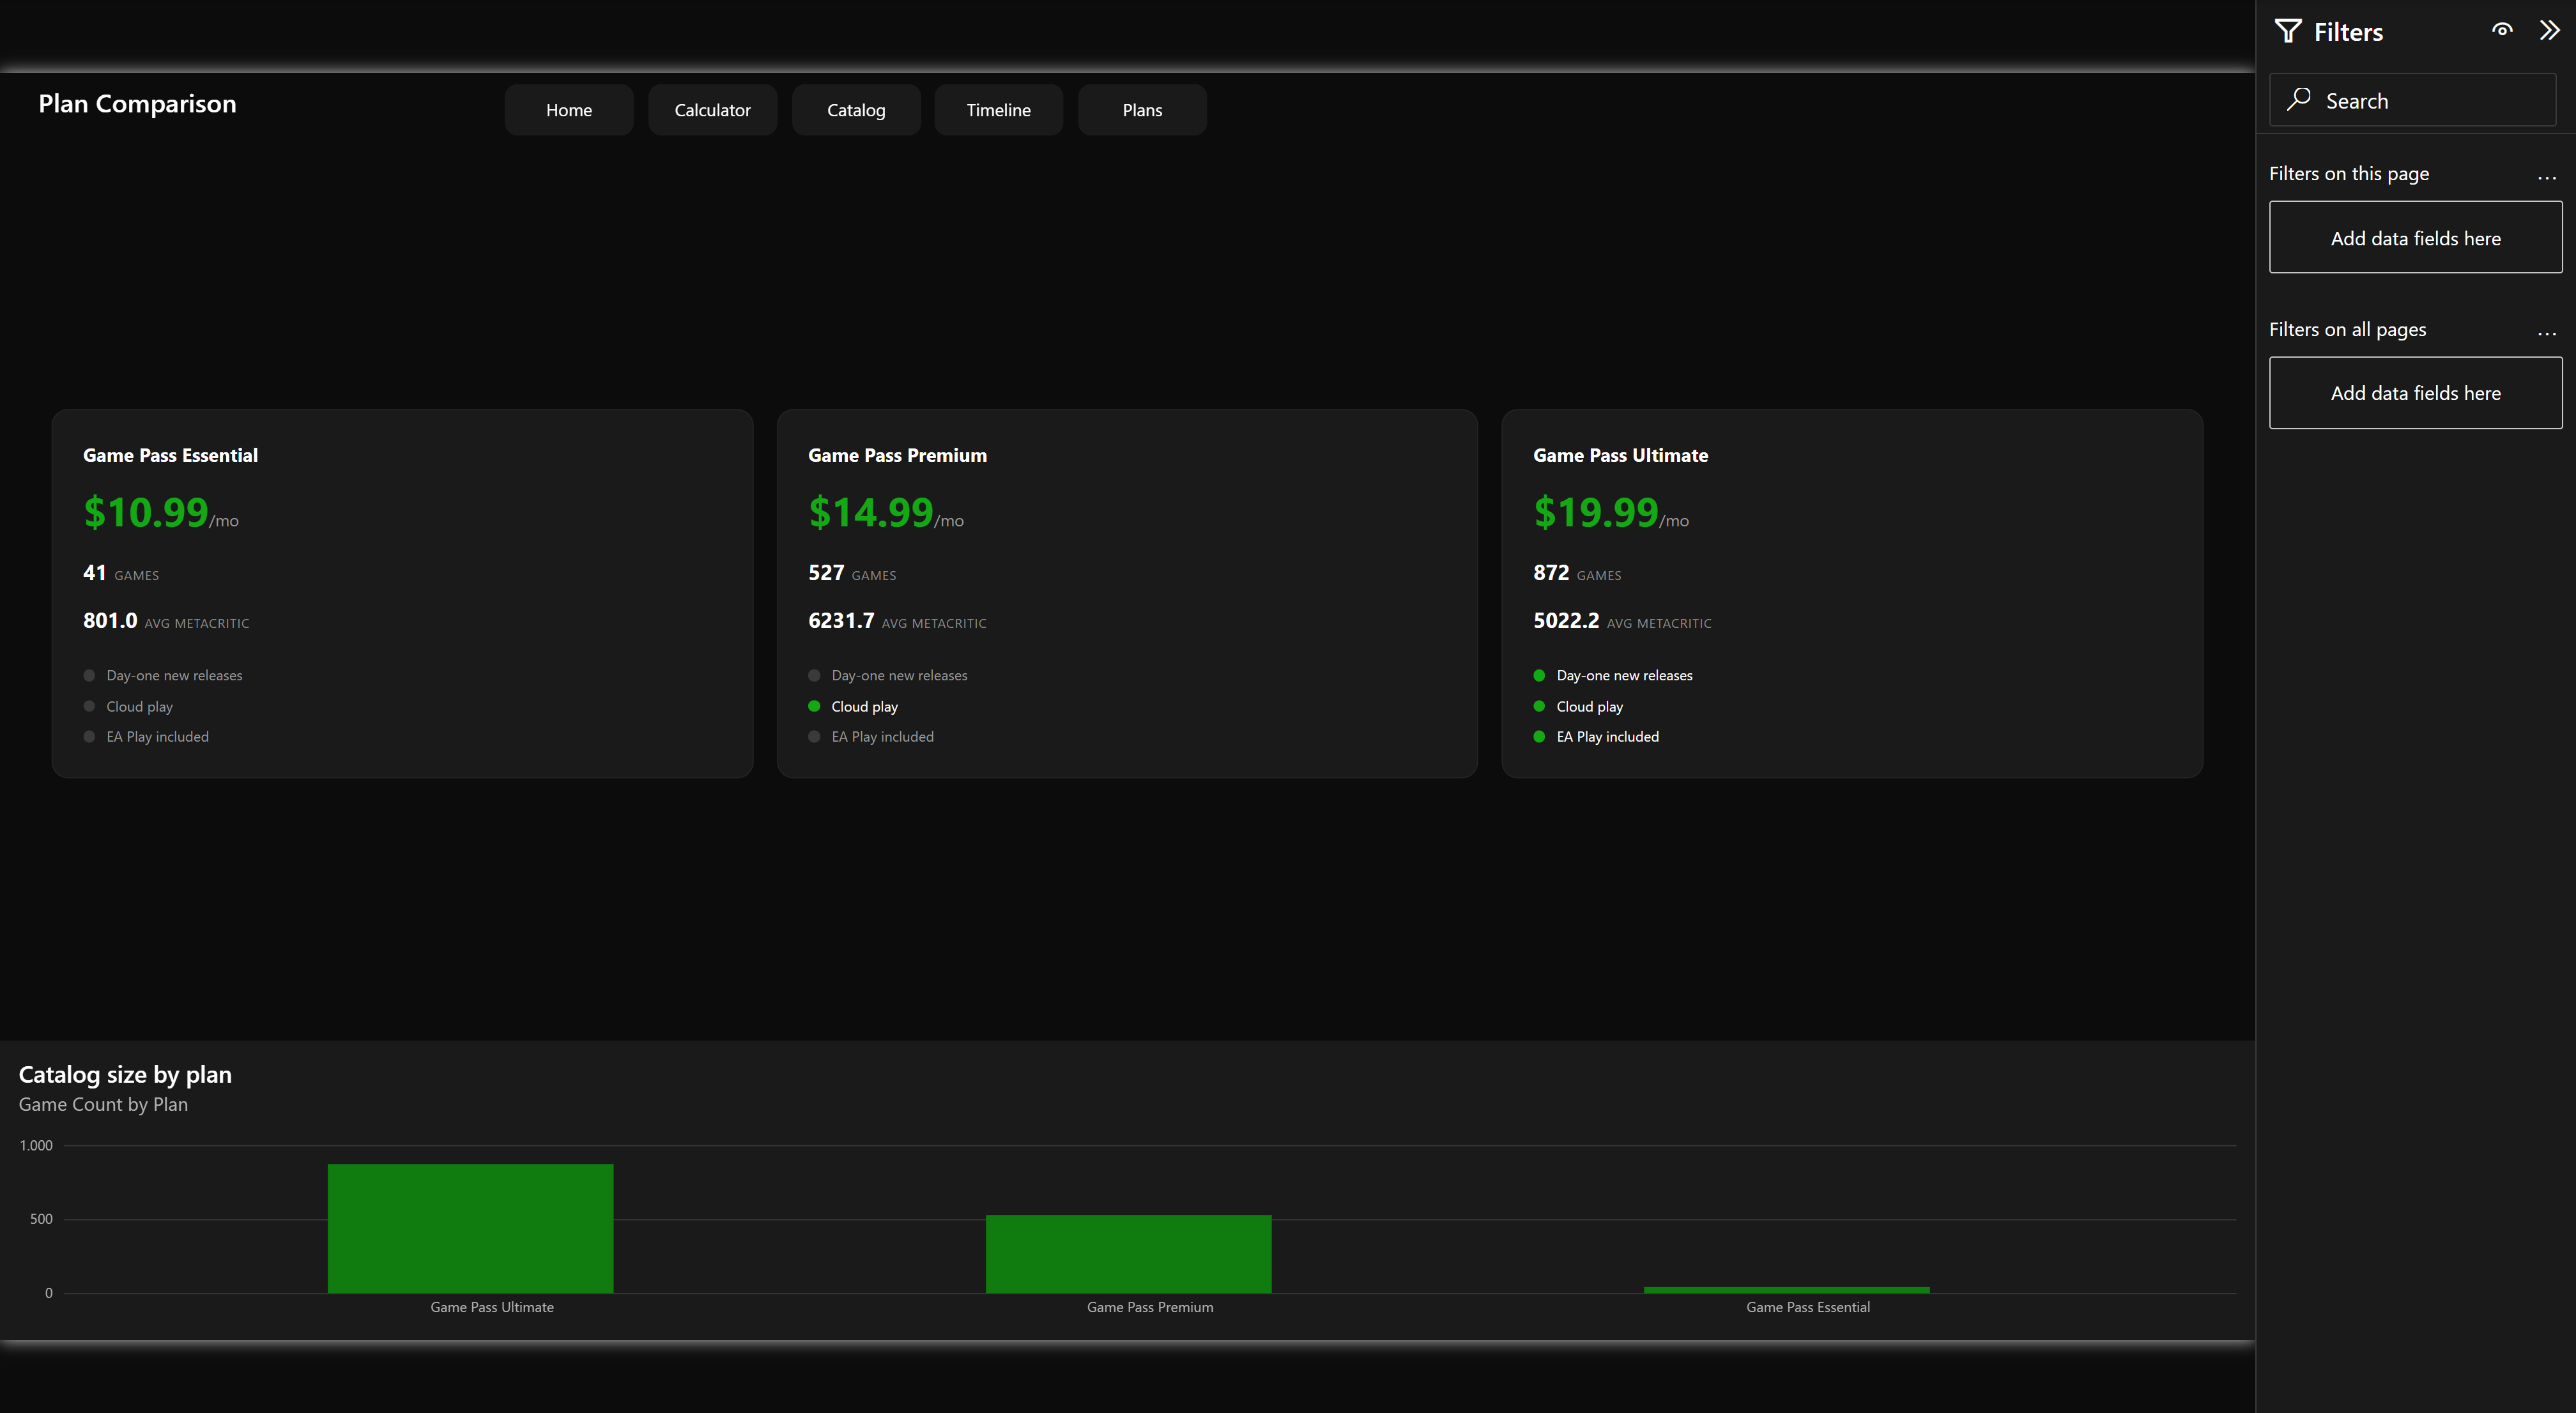 Plan Comparison
Home
Calculator
Catalog
Timeline
Plans
Game Pass Essential
$10.99/mo
41 GAMES
801.0 AVG METACRITIC
Day-one new releases
Cloud play
EA Play included
Game Pass Premium
$14.99/mo
527 GAMES
6231.7 AVG METACRITIC
Day-one new releases
Cloud play
EA Play included
Game Pass Ultimate
$19.99/mo
872 GAMES
5022.2 AVG METACRITIC
Day-one new releases
Cloud play
EA Play included
Catalog size by plan
Game Count by Plan
1.000
500
0
Game Pass Ultimate
Game Pass Premium
Game Pass Essential
Filters
Search
Filters on this page
...
Add data fields here
Filters on all pages
...
Add data fields here